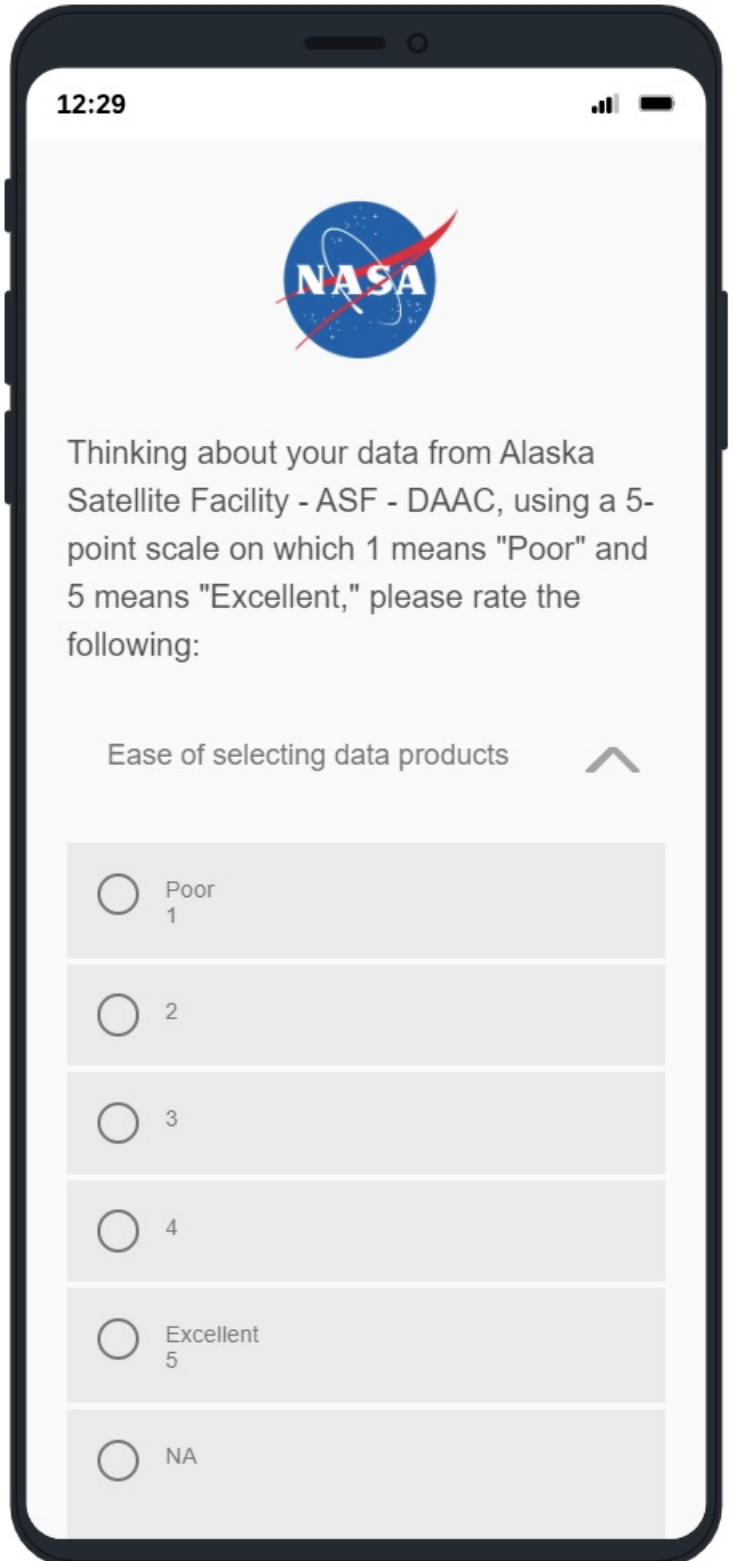 12:29
NASA
Thinking about your data from Alaska
Satellite Facility - ASF - DAAC, using a 5-
point scale on which 1 means "Poor" and
5 means "Excellent," please rate the
following:
Ease of selecting data products
Poor
1
2
3
4
Excellent
5
NA